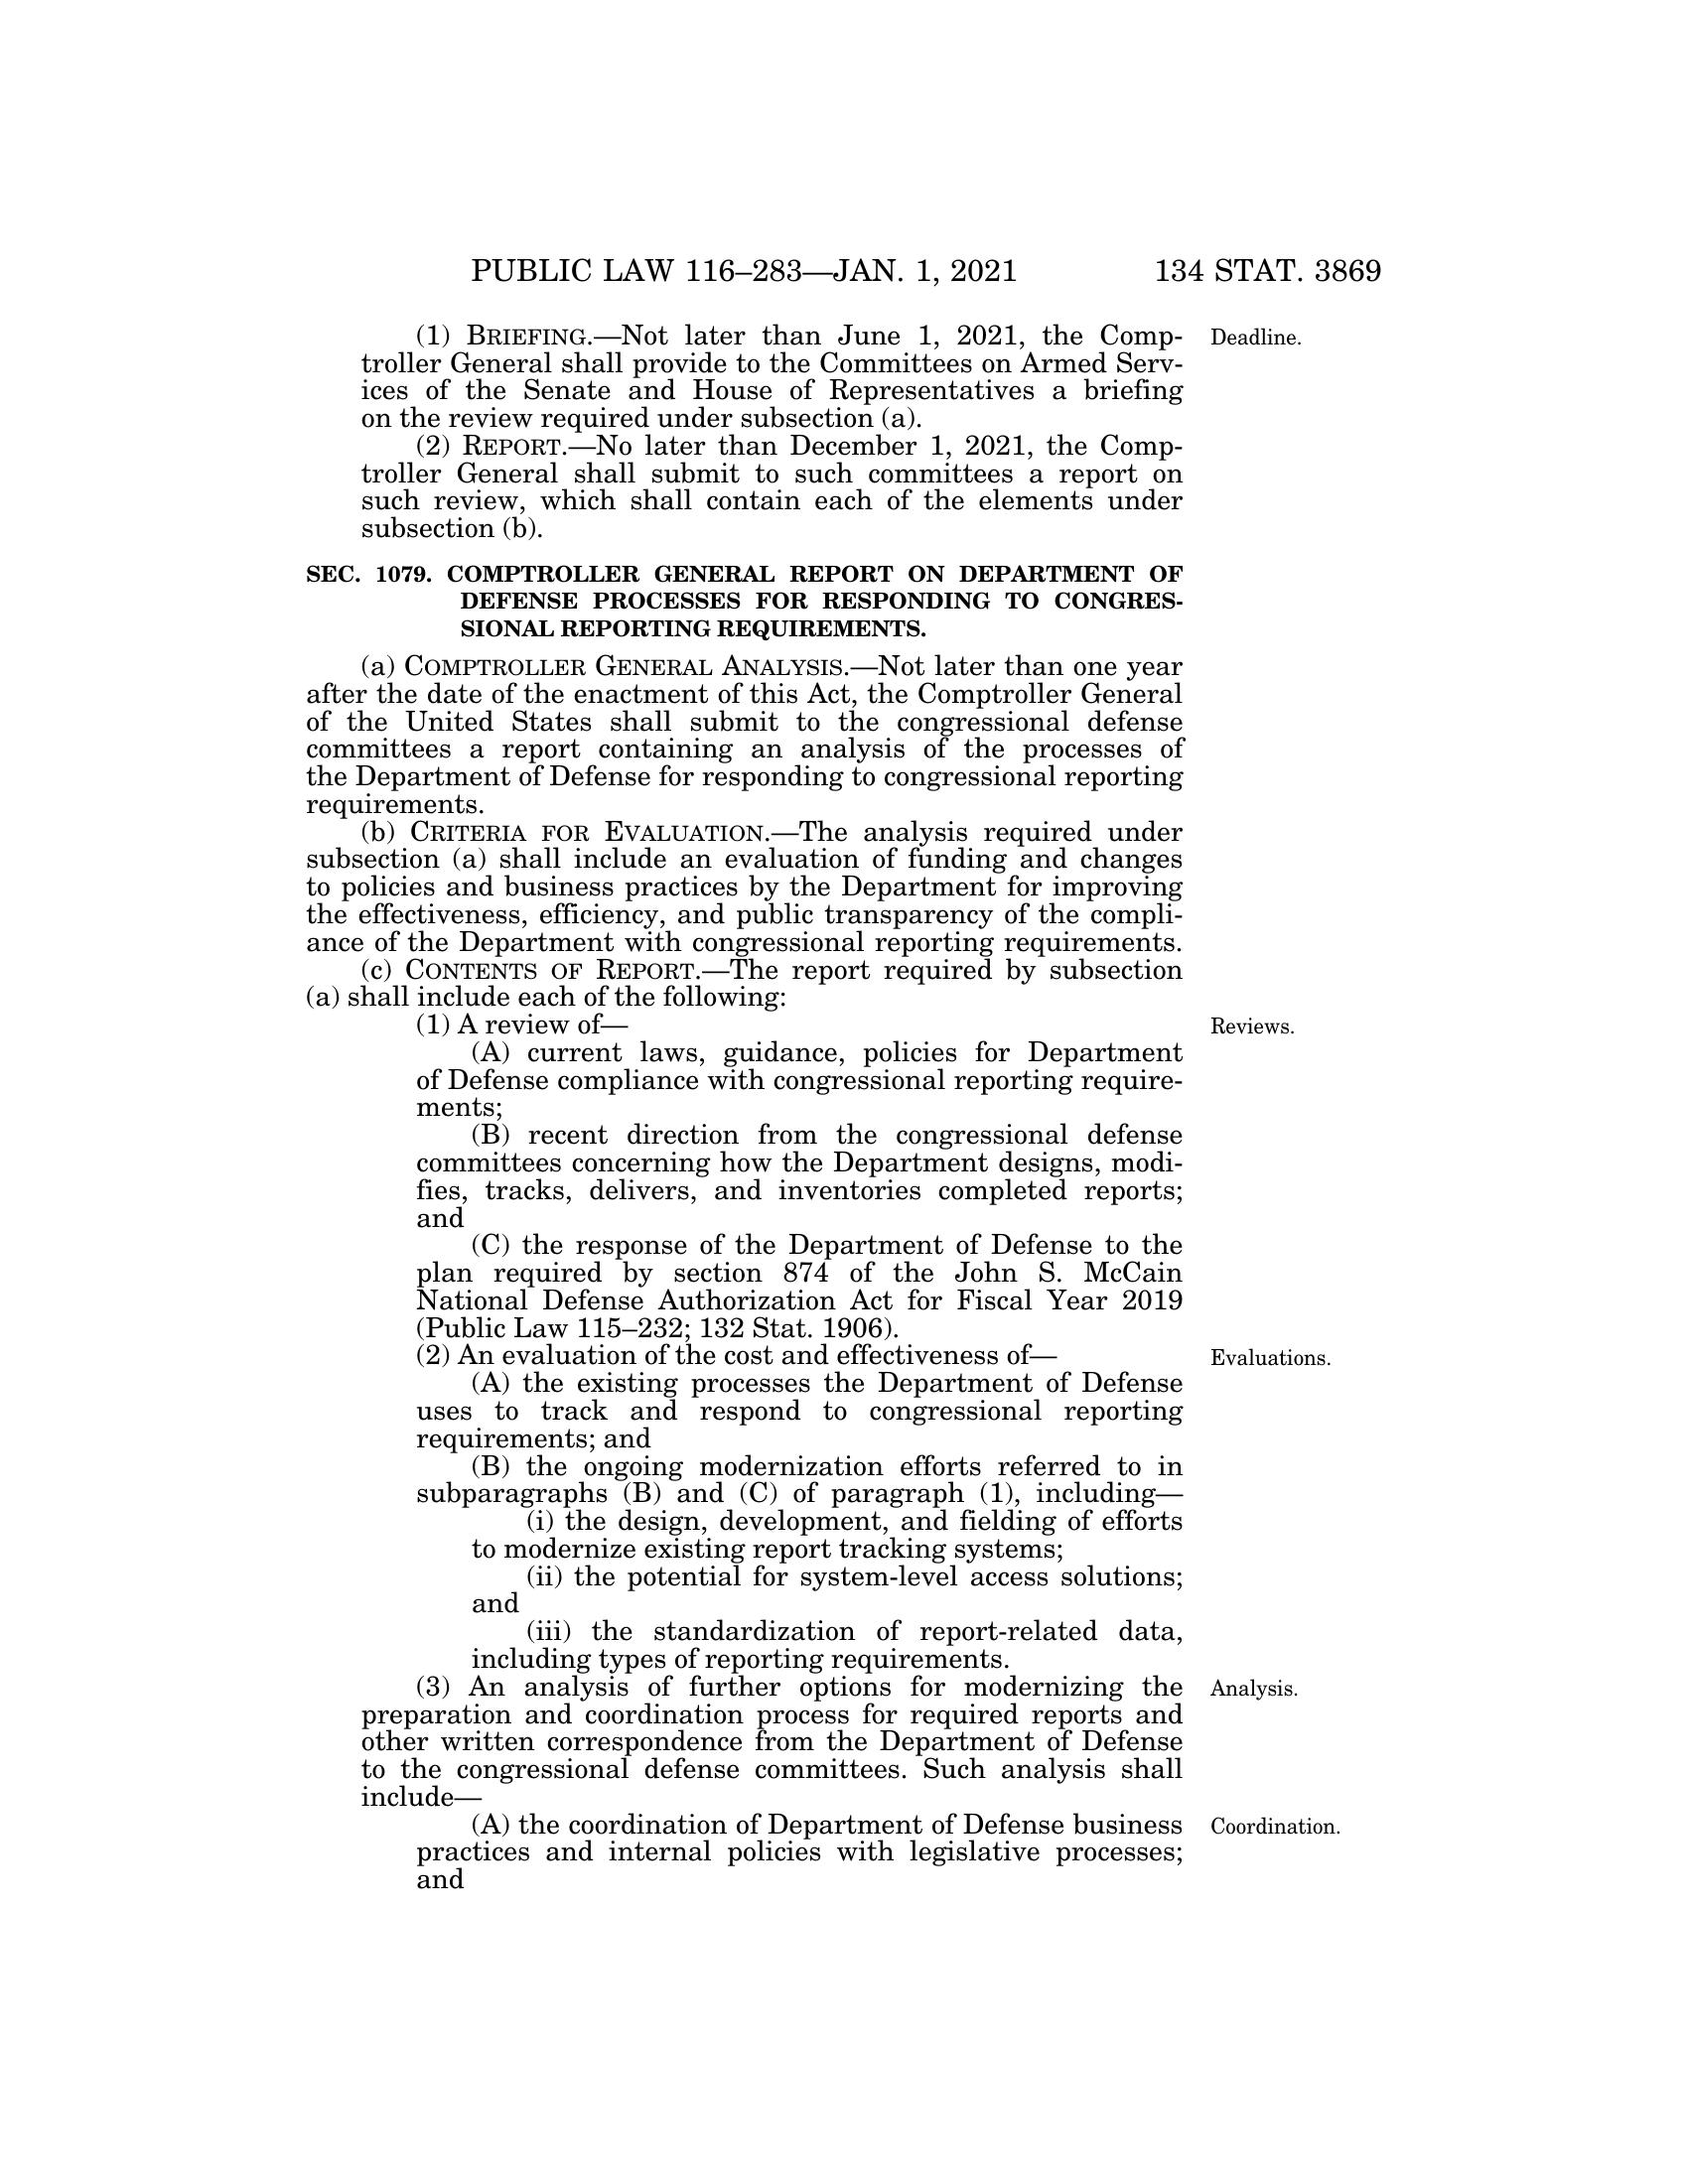 PUBLIC LAW 116–283—JAN. 1, 2021 134 STAT. 3869
(1) BRIEFING.—Not later than June 1, 2021, the Comp-
Deadline.
troller General shall provide to the Committees on Armed Serv-
ices of the Senate and House of Representatives a briefing
on the review required under subsection (a).
(2) REPORT.—No later than December 1, 2021, the Comp-
troller General shall submit to such committees a report on
such review, which shall contain each of the elements under
subsection (b).
SEC. 1079. COMPTROLLER GENERAL REPORT ON DEPARTMENT OF
DEFENSE PROCESSES FOR RESPONDING TO CONGRES-
SIONAL REPORTING REQUIREMENTS.
(a) COMPTROLLER GENERAL ANALYSIS.—Not later than one year
after the date of the enactment of this Act, the Comptroller General
of the United States shall submit to the congressional defense
committees a report containing an analysis of the processes of
the Department of Defense for responding to congressional reporting
requirements.
(b) CRITERIA FOR EVALUATION.—The analysis required under
subsection (a) shall include an evaluation of funding and changes
to policies and business practices by the Department for improving
the effectiveness, efficiency, and public transparency of the compli-
ance of the Department with congressional reporting requirements.
(c) CONTENTS OF REPORT.—The report required by subsection
(a) shall include each of the following:
(1) A review of—
Reviews.
(A) current laws, guidance, policies for Department
of Defense compliance with congressional reporting require-
ments;
(B) recent direction from the congressional defense
committees concerning how the Department designs, modi-
fies, tracks, delivers, and inventories completed reports;
and
(C) the response of the Department of Defense to the
plan required by section 874 of the John S. McCain
National Defense Authorization Act for Fiscal Year 2019
(Public Law 115–232; 132 Stat. 1906).
(2) An evaluation of the cost and effectiveness of—
Evaluations.
(A) the existing processes the Department of Defense
uses to track and respond to congressional reporting
requirements; and
(B) the ongoing modernization efforts referred to in
subparagraphs (B) and (C) of paragraph (1), including—
(i) the design, development, and fielding of efforts
to modernize existing report tracking systems;
(ii) the potential for system-level access solutions;
and
(iii) the standardization of report-related data,
including types of reporting requirements.
(3) An analysis of further options for modernizing the
Analysis.
preparation and coordination process for required reports and
other written correspondence from the Department of Defense
to the congressional defense committees. Such analysis shall
include—
(A) the coordination of Department of Defense business
Coordination.
practices and internal policies with legislative processes;
and